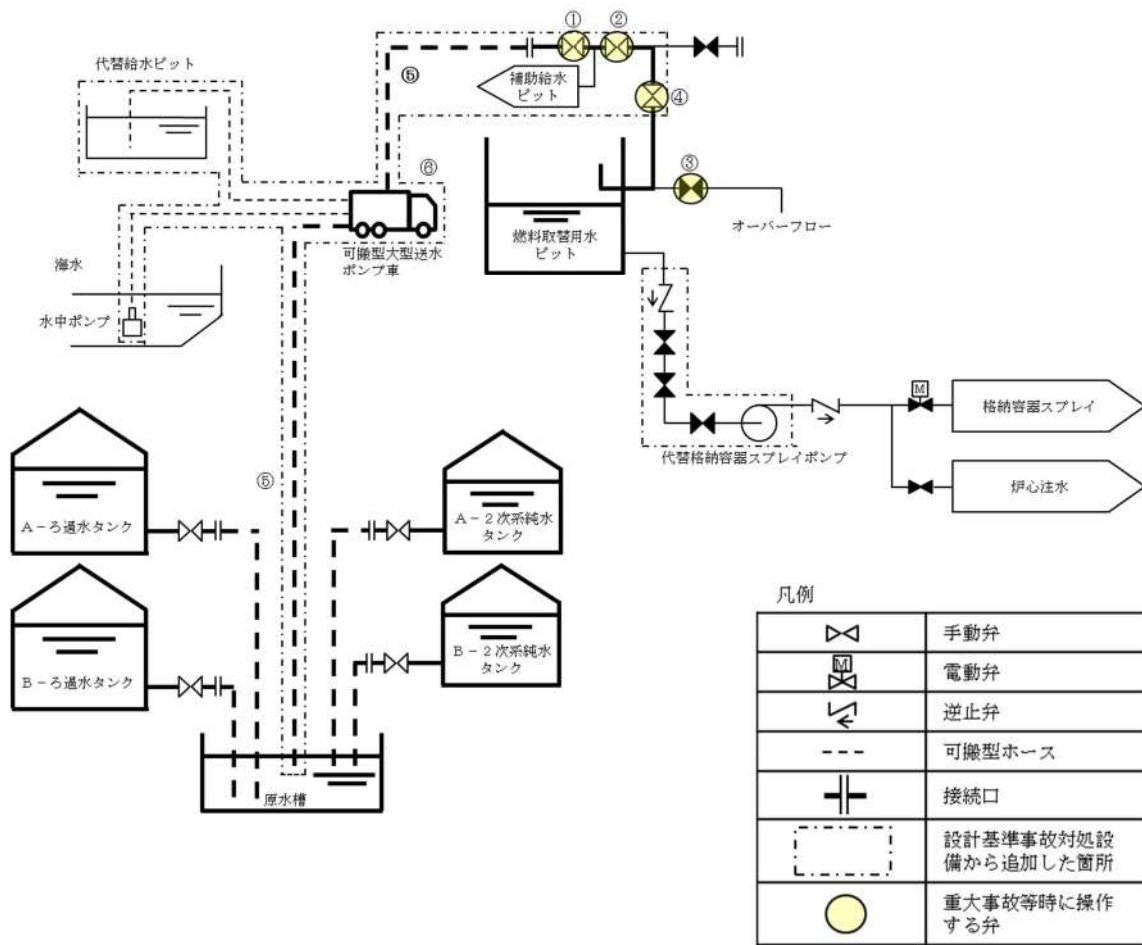 ①
②
代替給水ピット
⑤
補助給水
ピット
④
⑥
③
オーバーフロー
燃料取替用水
ピット
可搬型大型送水
ポンプ車
海水
水中ポンプ
M
格納容器スプレイ
代替格納容器スプレイポンプ
炉心注水
⑤
A－ろ過水タンク
A－2次系純水
タンク
B－ろ過水タンク
B－2次系純水
タンク
原水槽
凡例
手動弁
M
電動弁
逆止弁
可搬型ホース
接続口
設計基準事故対処設
備から追加した箇所
重大事故等時に操作
する弁